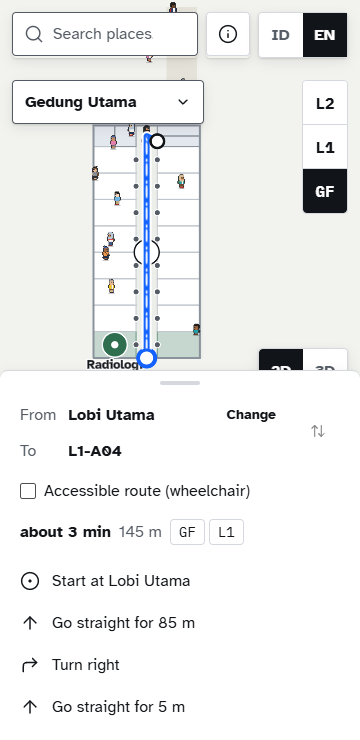 Search places
ID
EN
Gedung Utama
L2
L1
GF
Radiology
From Lobi Utama
Change
To L1-A04
Accessible route (wheelchair)
about 3 min 145 m GF L1
Start at Lobi Utama
Go straight for 85 m
Turn right
Go straight for 5 m